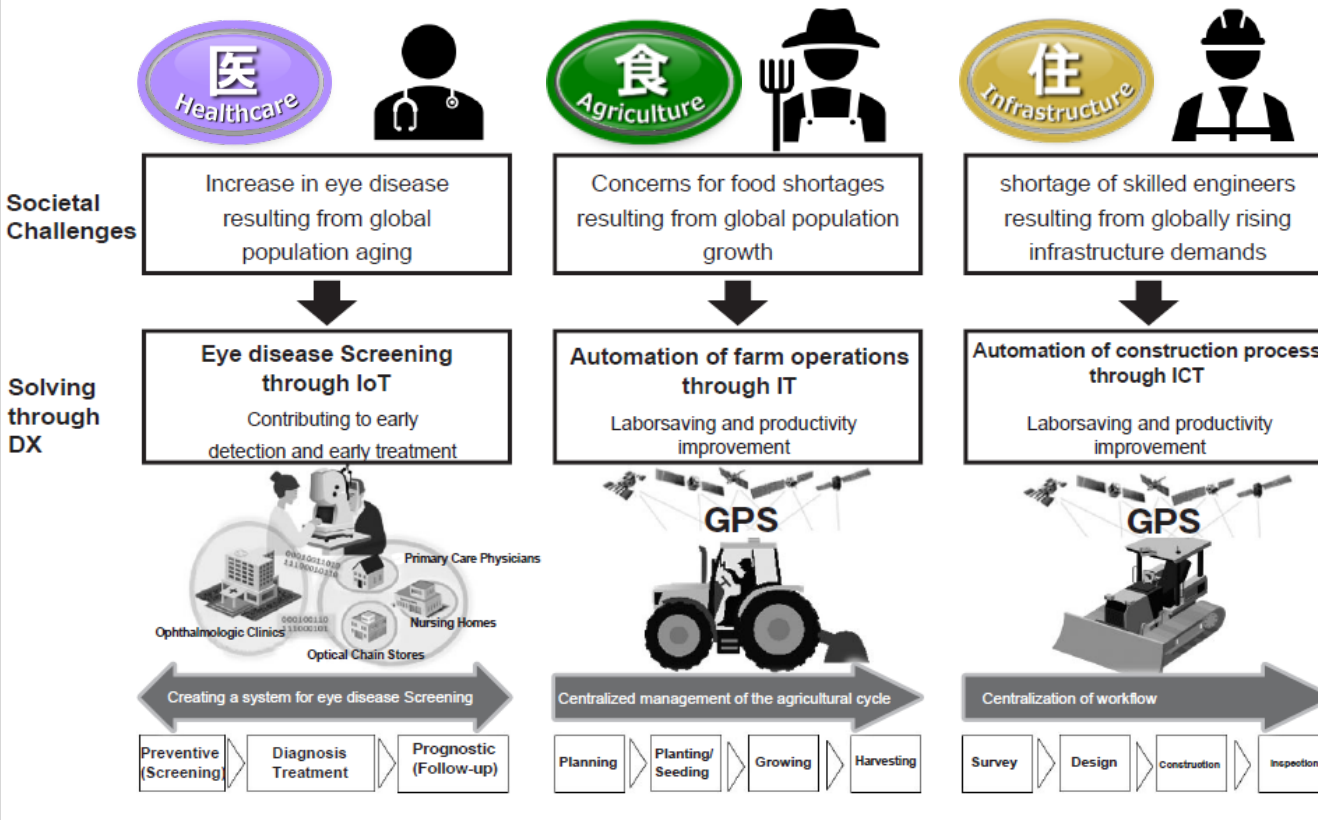 医
Healthcare
食
Agriculture
住
Infrastructure
Societal
Challenges
Increase in eye disease
resulting from global
population aging
Concerns for food shortages
resulting from global population
growth
shortage of skilled engineers
resulting from globally rising
infrastructure demands
Solving
through
DX
Eye disease Screening
through IoT
Contributing to early
detection and early treatment
Automation of farm operations
through IT
Laborsaving and productivity
improvement
Automation of construction process
through ICT
Laborsaving and productivity
improvement
00010011010
11100010110
Primary Care Physicians
000100110
111000101
Nursing Homes
Ophthalmologic Clinics
Optical Chain Stores
GPS
GPS
Creating a system for eye disease Screening
Centralized management of the agricultural cycle
Centralization of workflow
Preventive
(Screening)
Diagnosis
Treatment
Prognostic
(Follow-up)
Planning
Planting/
Seeding
Growing
Harvesting
Survey
Design
Construction
Inspection